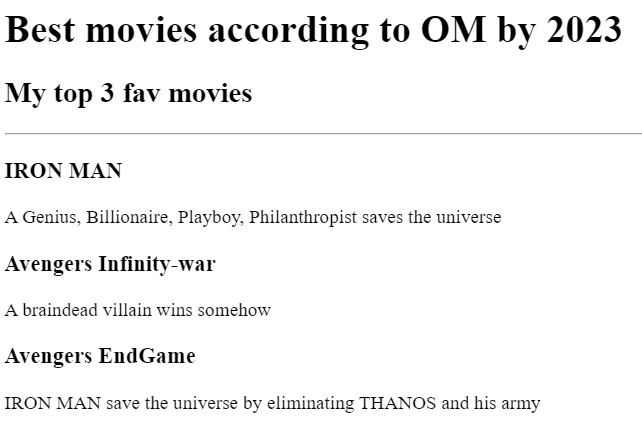 Best movies according to OM by 2023
My top 3 fav movies
IRON MAN
A Genius, Billionaire, Playboy, Philanthropist saves the universe
Avengers Infinity-war
A braindead villain wins somehow
Avengers EndGame
IRON MAN save the universe by eliminating THANOS and his army